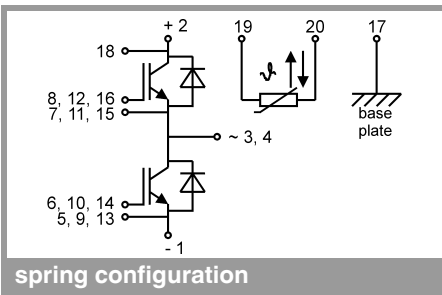 + 2
19
20
17
18
ϑ
8, 12, 16
7, 11, 15
base
plate
~ 3, 4
6, 10, 14
5, 9, 13
- 1
spring configuration